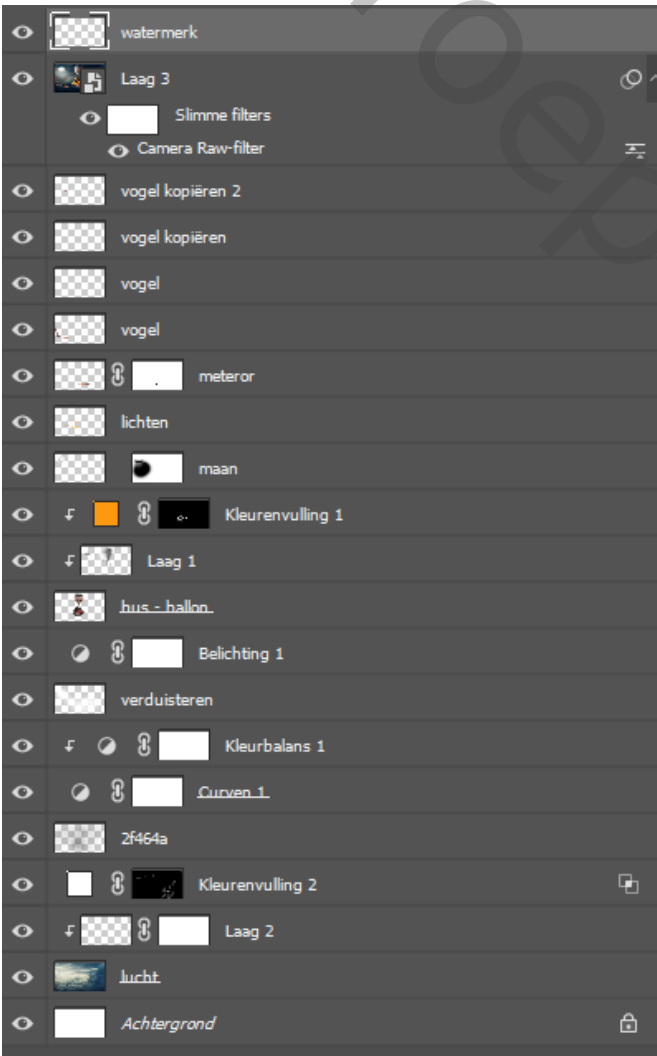 watermerk
Laag 3
Slimme filters
Camera Raw-filter
vogel kopiëren 2
vogel kopiëren
vogel
vogel
meteror
lichten
maan
Kleurenvulling 1
Laag 1
bus - ballon
Belichting 1
verduisteren
Kleurbalans 1
Curven 1
2f464a
Kleurenvulling 2
Laag 2
lucht
Achtergrond